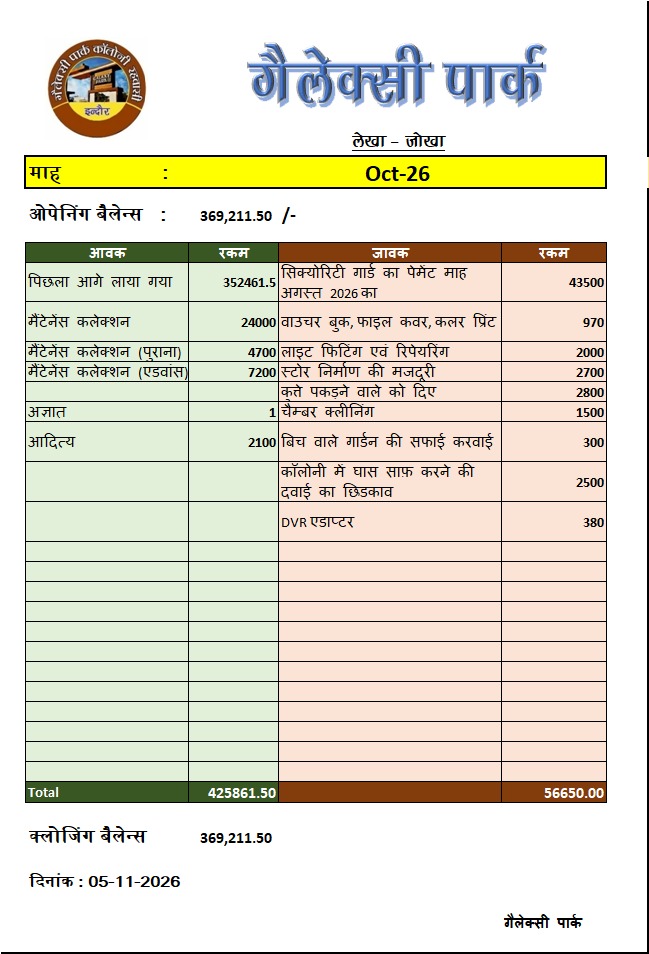 गैलेक्सी पार्क कॉलोनी रहवासी
इन्दौर
गैलेक्सी पार्क
लेखा – जोखा
माह : Oct-26
ओपेनिंग बैलेन्स : 369,211.50 /-
आवक रकम जावक रकम
पिछला आगे लाया गया 352461.5 सिक्योरिटी गार्ड का पेमेंट माह
अगस्त 2026 का 43500
मैंटेनेंस कलेक्शन 24000 वाउचर बुक, फाइल कवर, कलर प्रिंट 970
मैंटेनेंस कलेक्शन (पुराना) 4700 लाइट फिटिंग एवं रिपेयरिंग 2000
मैंटेनेंस कलेक्शन (एडवांस) 7200 स्टोर निर्माण की मजदूरी 2700
कुत्ते पकड़ने वाले को दिए 2800
अज्ञात 1 चैम्बर क्लीनिंग 1500
आदित्य 2100 बिच वाले गार्डन की सफाई करवाई 300
कॉलोनी में घास साफ़ करने की
दवाई का छिडकाव 2500
DVR एडाप्टर 380
Total 425861.50 56650.00
क्लोजिंग बैलेन्स 369,211.50
दिनांक : 05-11-2026
गैलेक्सी पार्क